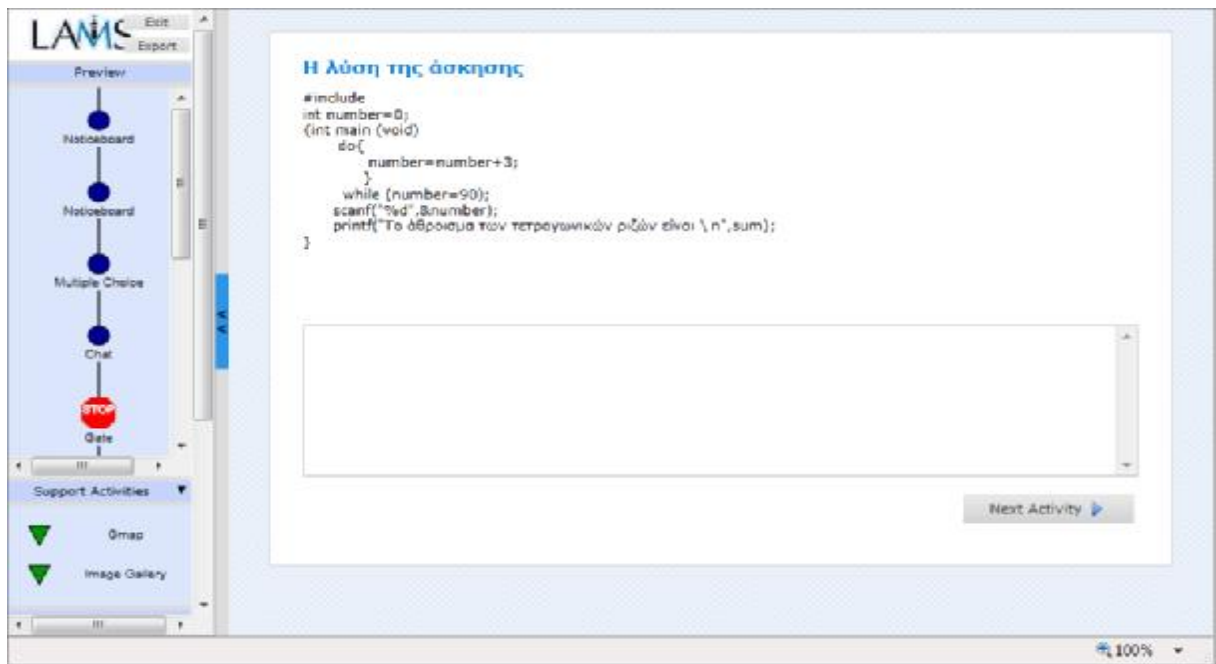 LAMS
Exit
Export
Preview
Noticeboard
Noticeboard
Multiple Choice
Chat
STOP
Gate
Support Activities
Gmap
Image Gallery
Η λύση της άσκησης
#include
int number=0;
{int main (void)
do{
number=number+3;
}
while (number=90);
scanf("%d",&number);
printf("Το άθροισμα των τετραγωνικών ριζών είναι \ n",sum);
}
Next Activity
100%